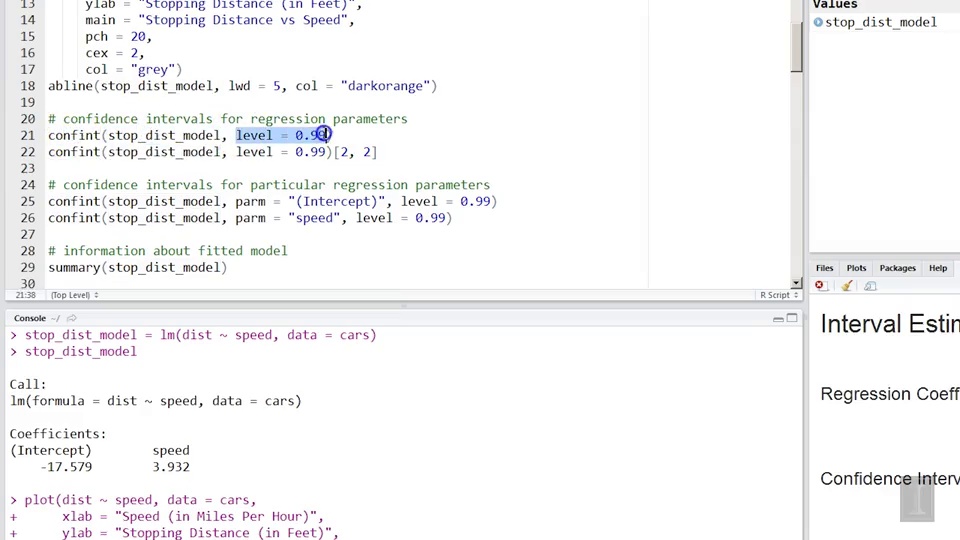 13 ylab = "Stopping Distance (in Feet)",
14 main = "Stopping Distance vs Speed",
15 pch = 20,
16 cex = 2,
17 col = "grey")
18 abline(stop_dist_model, lwd = 5, col = "darkorange")
19
20 # confidence intervals for regression parameters
21 confint(stop_dist_model, level = 0.99)
22 confint(stop_dist_model, level = 0.99)[2, 2]
23
24 # confidence intervals for particular regression parameters
25 confint(stop_dist_model, parm = "(Intercept)", level = 0.99)
26 confint(stop_dist_model, parm = "speed", level = 0.99)
27
28 # information about fitted model
29 summary(stop_dist_model)
30
21:38 (Top Level) R Script
Console ~/
> stop_dist_model = lm(dist ~ speed, data = cars)
> stop_dist_model
Call:
lm(formula = dist ~ speed, data = cars)
Coefficients:
(Intercept) speed
-17.579 3.932
> plot(dist ~ speed, data = cars,
+ xlab = "Speed (in Miles Per Hour)",
+ ylab = "Stopping Distance (in Feet)",
Values
stop_dist_model
Files Plots Packages Help
Interval Estin
Regression Coeff
Confidence Interv